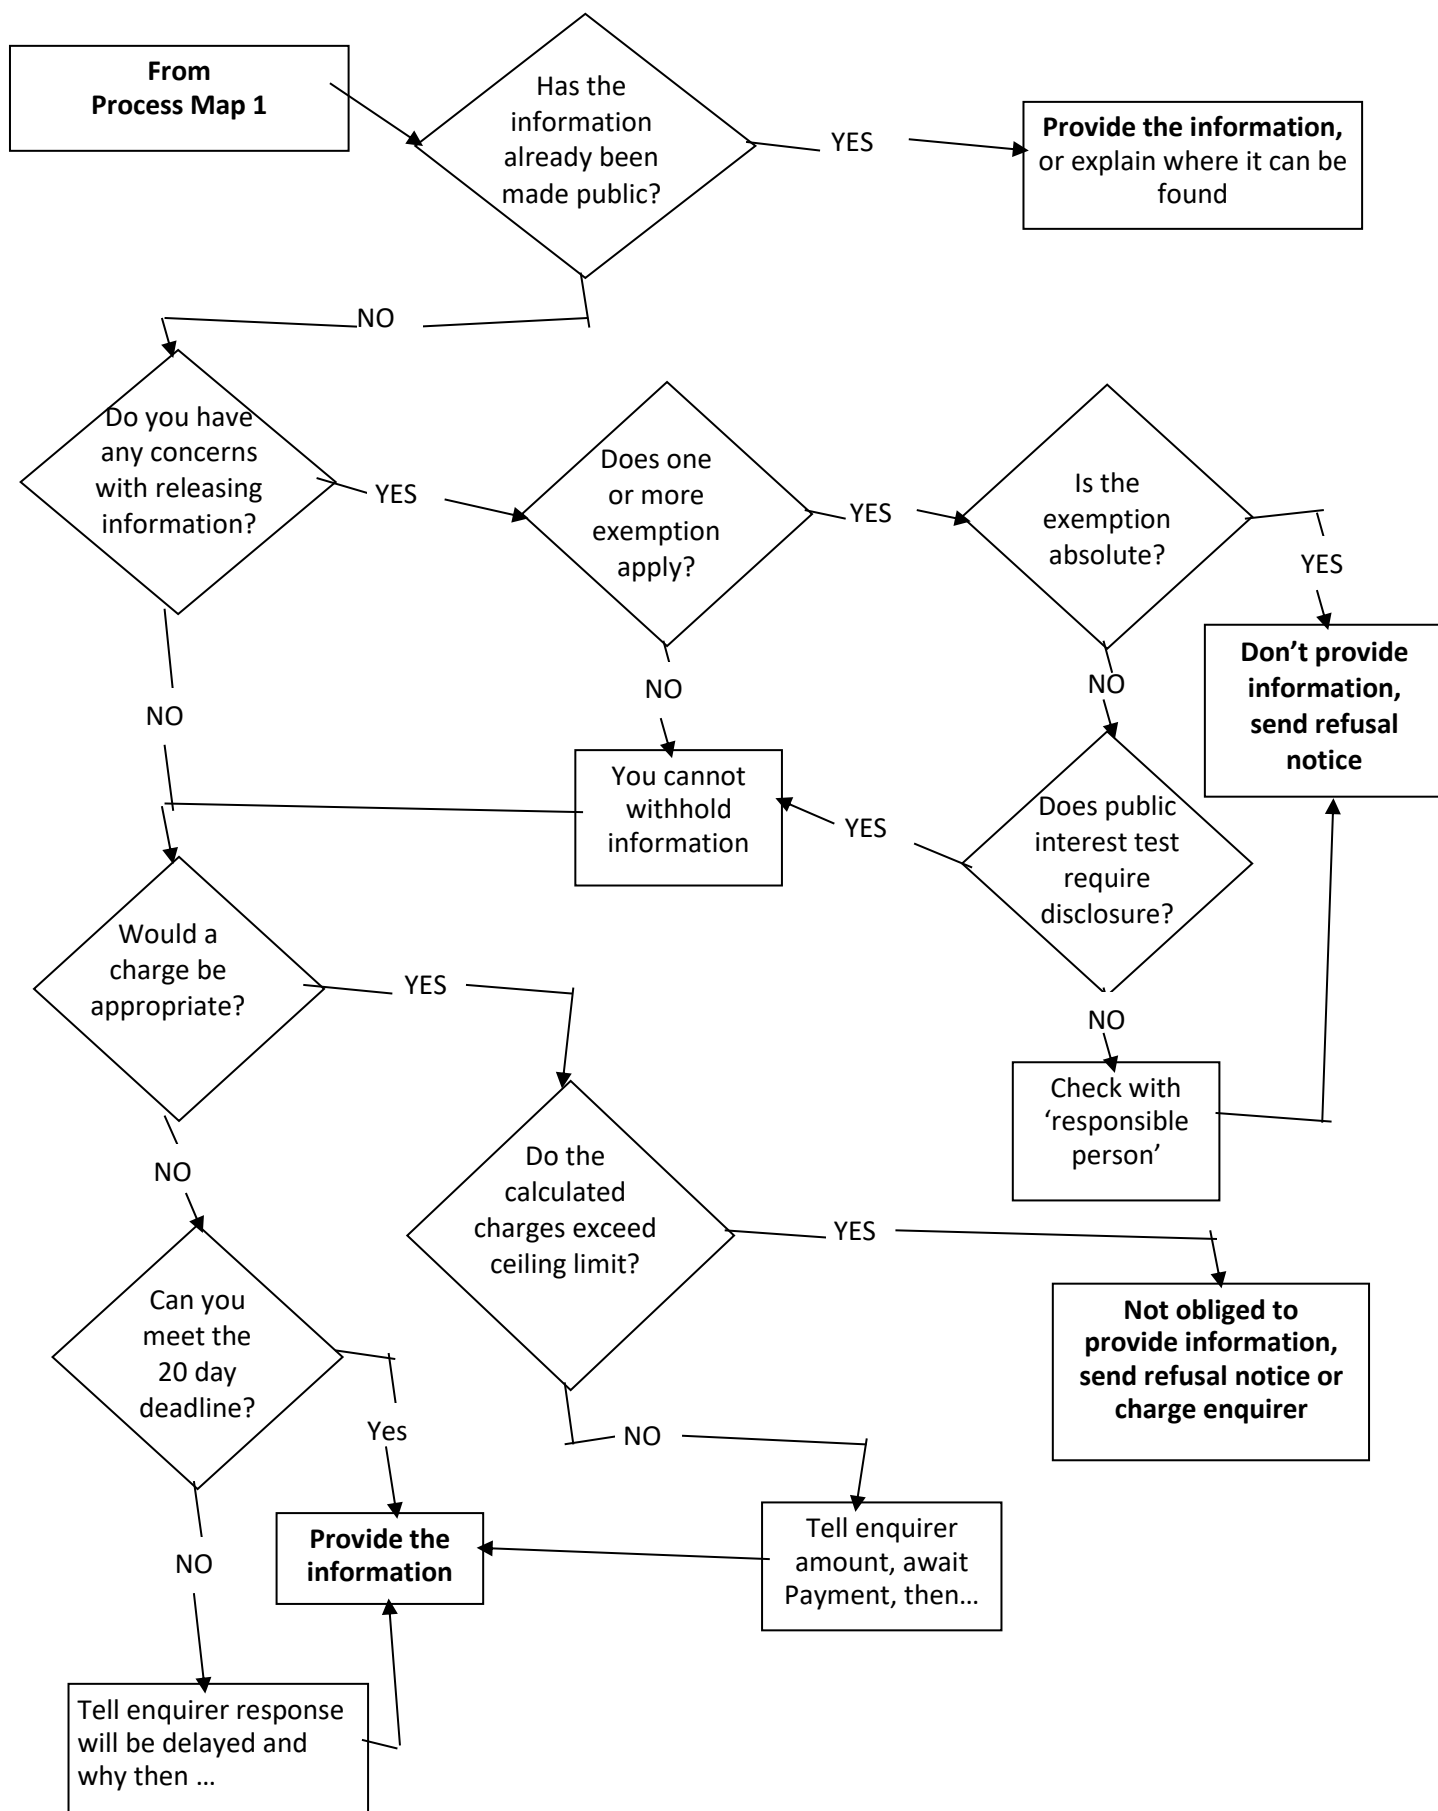 From
Process Map 1
Has the
information
already been
made public?
YES
Provide the information,
or explain where it can be
found
NO
Do you have
any concerns
with releasing
information?
YES
Does one
or more
exemption
apply?
YES
Is the
exemption
absolute?
YES
Don’t provide
information,
send refusal
notice
NO
NO
NO
You cannot
withhold
information
YES
Does public
interest test
require
disclosure?
Would a
charge be
appropriate?
YES
NO
Check with
‘responsible
person’
NO
Do the
calculated
charges exceed
ceiling limit?
YES
Not obliged to
provide information,
send refusal notice or
charge enquirer
Can you
meet the
20 day
deadline?
Yes
NO
NO
Provide the
information
Tell enquirer
amount, await
Payment, then…
Tell enquirer response
will be delayed and
why then …